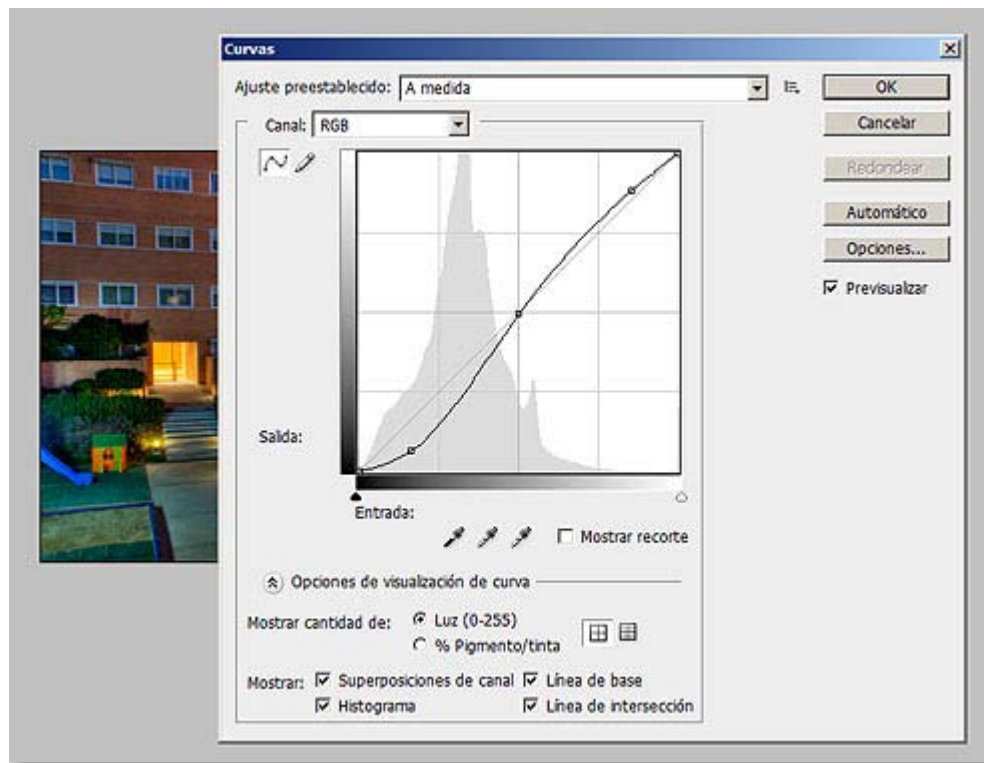 Curvas
Ajuste preestablecido: A medida
OK
Canal: RGB
Cancelar
Redondear
Automático
Opciones...
Previsualizar
Salida:
Entrada:
Mostrar recorte
Opciones de visualización de curva
Mostrar cantidad de: Luz (0-255)
% Pigmento/tinta
Mostrar: Superposiciones de canal Línea de base
Histograma Línea de intersección